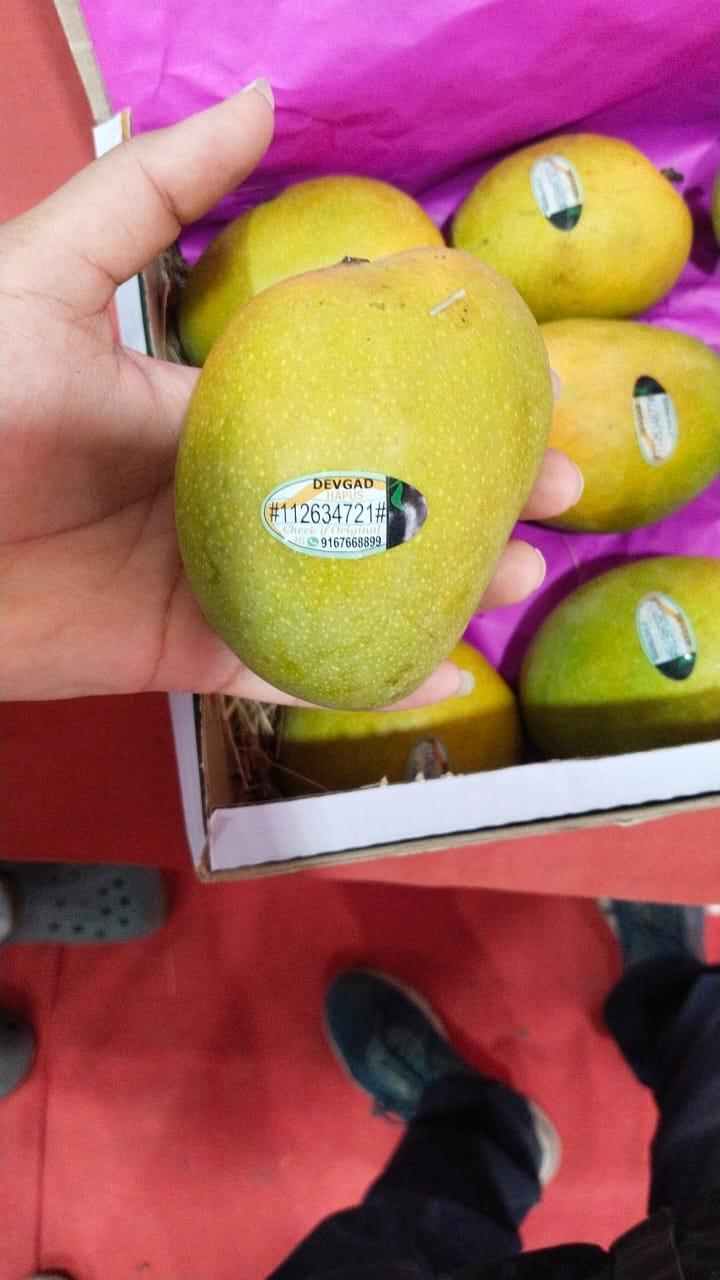 DEVGAD
HAPUS
#112634721#
Check if Original
9167668899